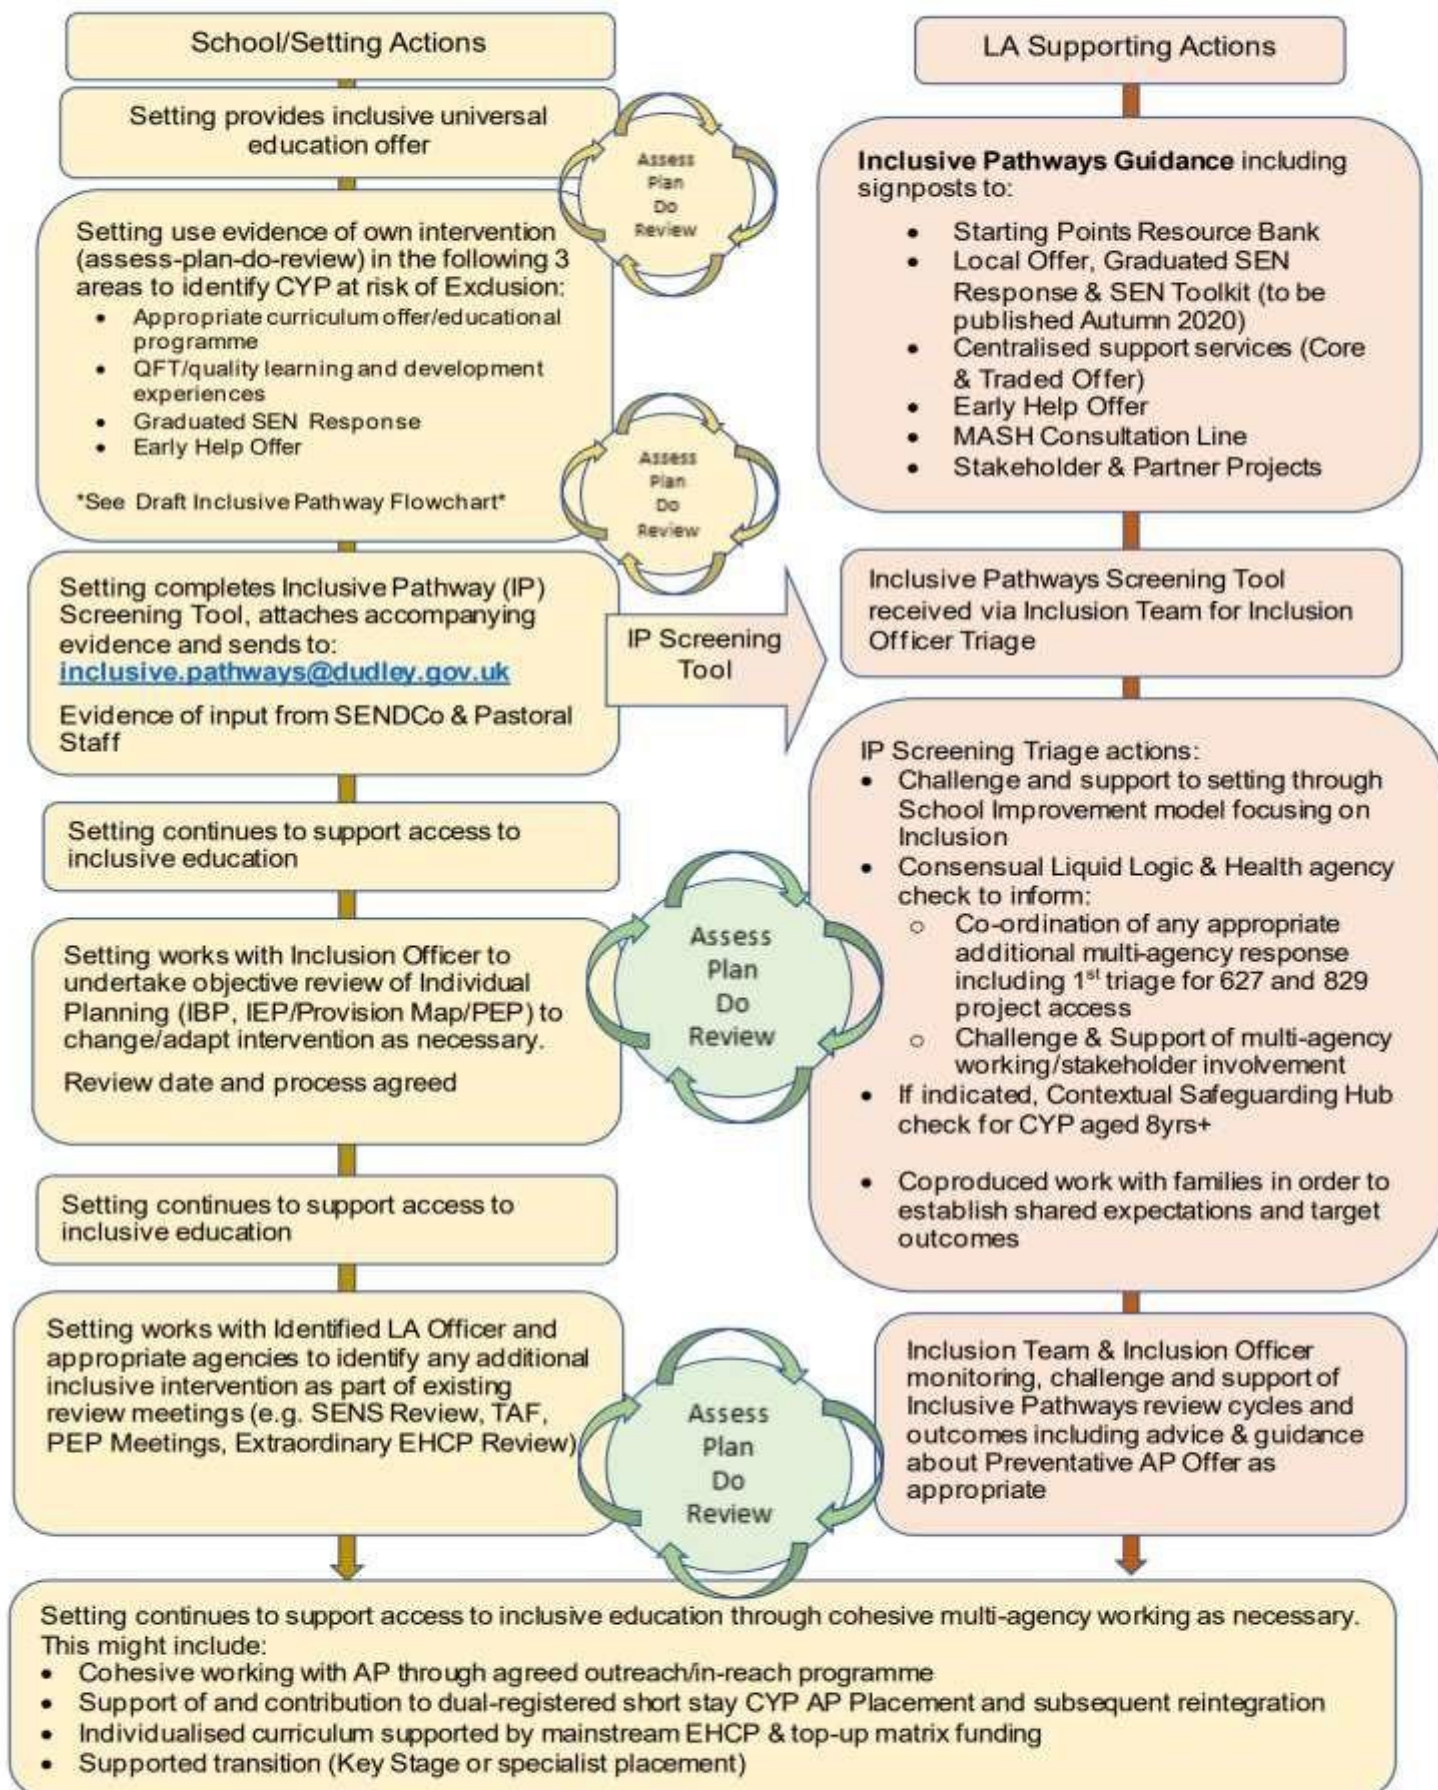 School/Setting Actions
Setting provides inclusive universal
education offer
Assess
Plan
Do
Review
Setting use evidence of own intervention
(assess-plan-do-review) in the following 3
areas to identify CYP at risk of Exclusion:
• Appropriate curriculum offer/educational
programme
• QFT/quality learning and development
experiences
• Graduated SEN Response
• Early Help Offer
*See Draft Inclusive Pathway Flowchart*
Assess
Plan
Do
Review
Setting completes Inclusive Pathway (IP)
Screening Tool, attaches accompanying
evidence and sends to:
inclusive.pathways@dudley.gov.uk
Evidence of input from SENDCo & Pastoral
Staff
IP Screening
Tool
Setting continues to support access to
inclusive education
Setting works with Inclusion Officer to
undertake objective review of Individual
Planning (IBP, IEP/Provision Map/PEP) to
change/adapt intervention as necessary.
Review date and process agreed
Assess
Plan
Do
Review
Setting continues to support access to
inclusive education
Setting works with Identified LA Officer and
appropriate agencies to identify any additional
inclusive intervention as part of existing
review meetings (e.g. SENS Review, TAF,
PEP Meetings, Extraordinary EHCP Review)
Assess
Plan
Do
Review
LA Supporting Actions
Inclusive Pathways Guidance including
signposts to:
• Starting Points Resource Bank
• Local Offer, Graduated SEN
Response & SEN Toolkit (to be
published Autumn 2020)
• Centralised support services (Core
& Traded Offer)
• Early Help Offer
• MASH Consultation Line
• Stakeholder & Partner Projects
Inclusive Pathways Screening Tool
received via Inclusion Team for Inclusion
Officer Triage
IP Screening Triage actions:
• Challenge and support to setting through
School Improvement model focusing on
Inclusion
• Consensual Liquid Logic & Health agency
check to inform:
o Co-ordination of any appropriate
additional multi-agency response
including 1st triage for 627 and 829
project access
o Challenge & Support of multi-agency
working/stakeholder involvement
• If indicated, Contextual Safeguarding Hub
check for CYP aged 8yrs+
• Coproduced work with families in order to
establish shared expectations and target
outcomes
Inclusion Team & Inclusion Officer
monitoring, challenge and support of
Inclusive Pathways review cycles and
outcomes including advice & guidance
about Preventative AP Offer as
appropriate
Setting continues to support access to inclusive education through cohesive multi-agency working as necessary.
This might include:
• Cohesive working with AP through agreed outreach/in-reach programme
• Support of and contribution to dual-registered short stay CYP AP Placement and subsequent reintegration
• Individualised curriculum supported by mainstream EHCP & top-up matrix funding
• Supported transition (Key Stage or specialist placement)